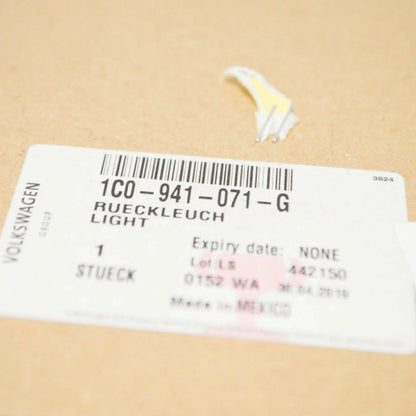 3824
1C0-941-071-G
RUECKLEUCH
LIGHT
VOLKSWAGEN
GROUP
1
STUECK
Expiry date: NONE
Lot LS 442150
0152 WA 30.04.2019
Made in MEXICO